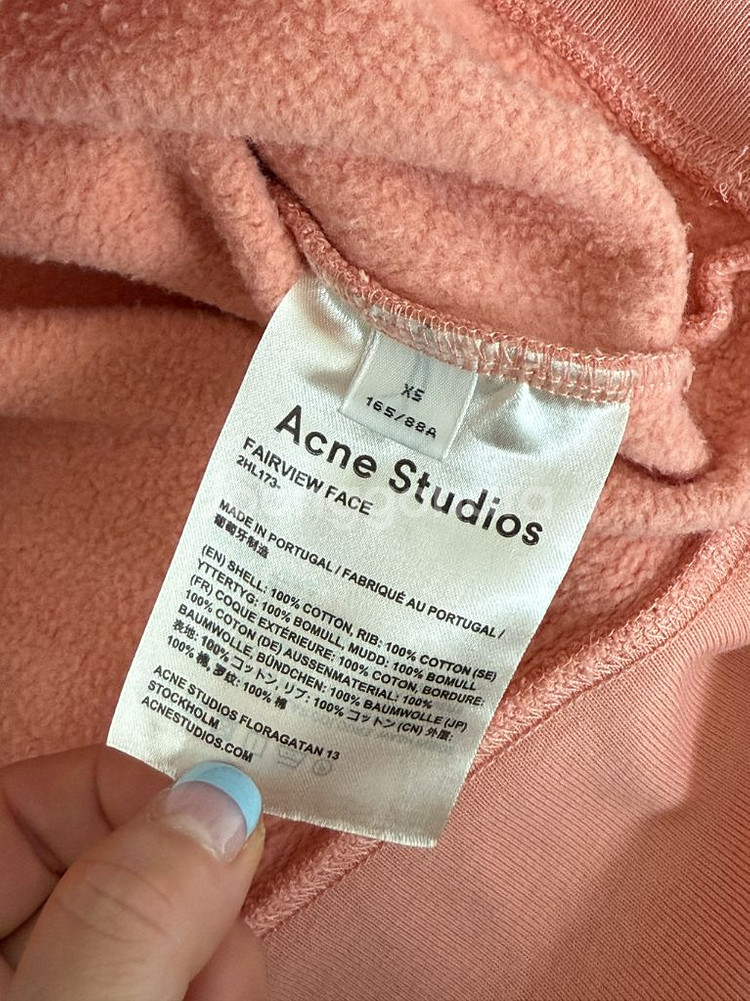 XS
165/88A
Acne Studios
FAIRVIEW FACE
2HL173-
MADE IN PORTUGAL / FABRIQUÉ AU PORTUGAL /
葡萄牙制造
(EN) SHELL: 100% COTTON, RIB: 100% COTTON (SE)
YTTERTYG: 100% BOMULL, MUDD: 100% BOMULL
(FR) COQUE EXTÉRIEURE: 100% COTON, BORDURE:
100% COTON (DE) AUSSENMATERIAL: 100%
BAUMWOLLE, BÜNDCHEN: 100% BAUMWOLLE (JP)
表地: 100% コットン, リブ: 100% コットン (CN) 外层:
100% 棉, 罗纹: 100% 棉
ACNE STUDIOS FLORAGATAN 13
STOCKHOLM
ACNESTUDIOS.COM